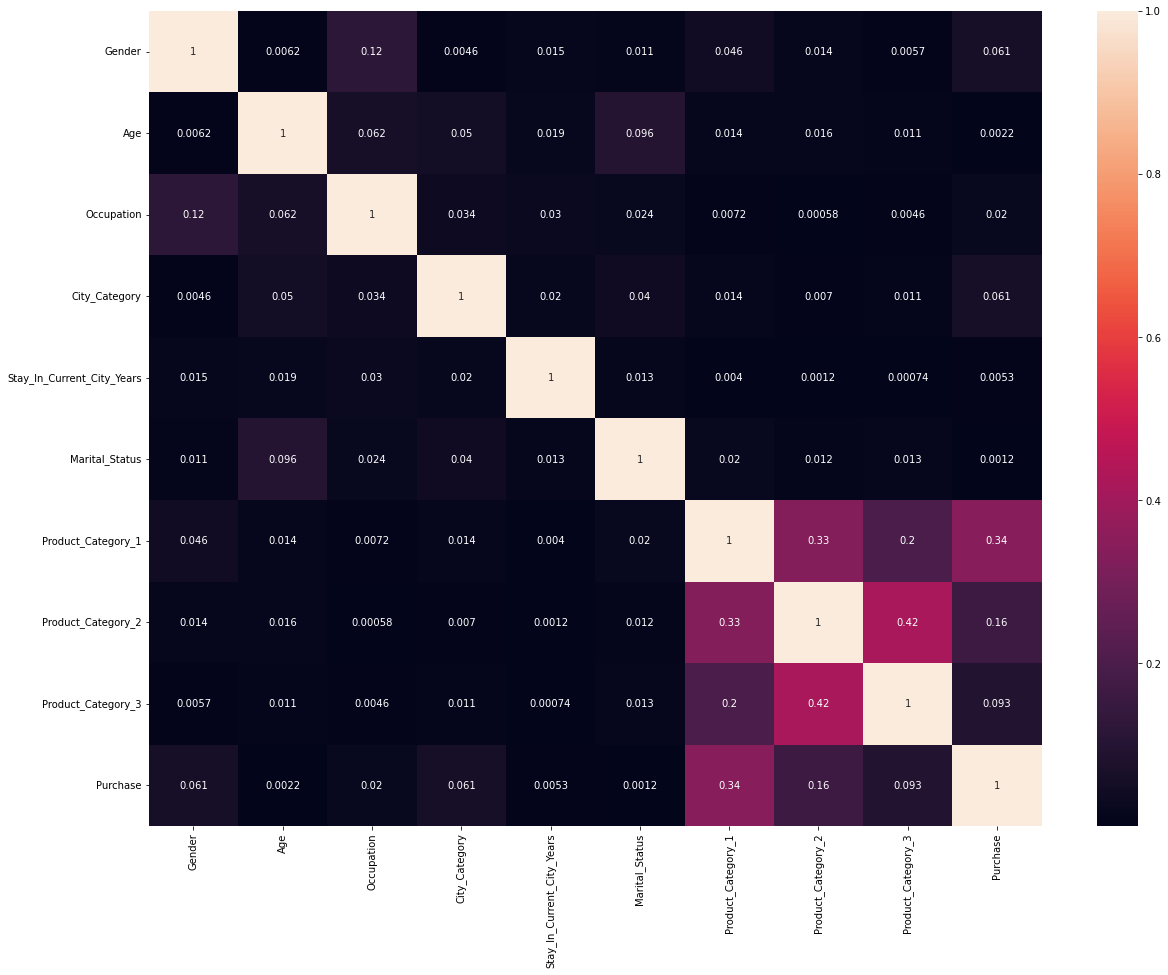 1.0
Gender 1 0.0062 0.12 0.0046 0.015 0.011 0.046 0.014 0.0057 0.061
Age 0.0062 1 0.062 0.05 0.019 0.096 0.014 0.016 0.011 0.0022
0.8
Occupation 0.12 0.062 1 0.034 0.03 0.024 0.0072 0.00058 0.0046 0.02
City_Category 0.0046 0.05 0.034 1 0.02 0.04 0.014 0.007 0.011 0.061
0.6
Stay_In_Current_City_Years 0.015 0.019 0.03 0.02 1 0.013 0.004 0.0012 0.00074 0.0053
Marital_Status 0.011 0.096 0.024 0.04 0.013 1 0.02 0.012 0.013 0.0012
0.4
Product_Category_1 0.046 0.014 0.0072 0.014 0.004 0.02 1 0.33 0.2 0.34
Product_Category_2 0.014 0.016 0.00058 0.007 0.0012 0.012 0.33 1 0.42 0.16
0.2
Product_Category_3 0.0057 0.011 0.0046 0.011 0.00074 0.013 0.2 0.42 1 0.093
Purchase 0.061 0.0022 0.02 0.061 0.0053 0.0012 0.34 0.16 0.093 1
Gender
Age
Occupation
City_Category
Stay_In_Current_City_Years
Marital_Status
Product_Category_1
Product_Category_2
Product_Category_3
Purchase